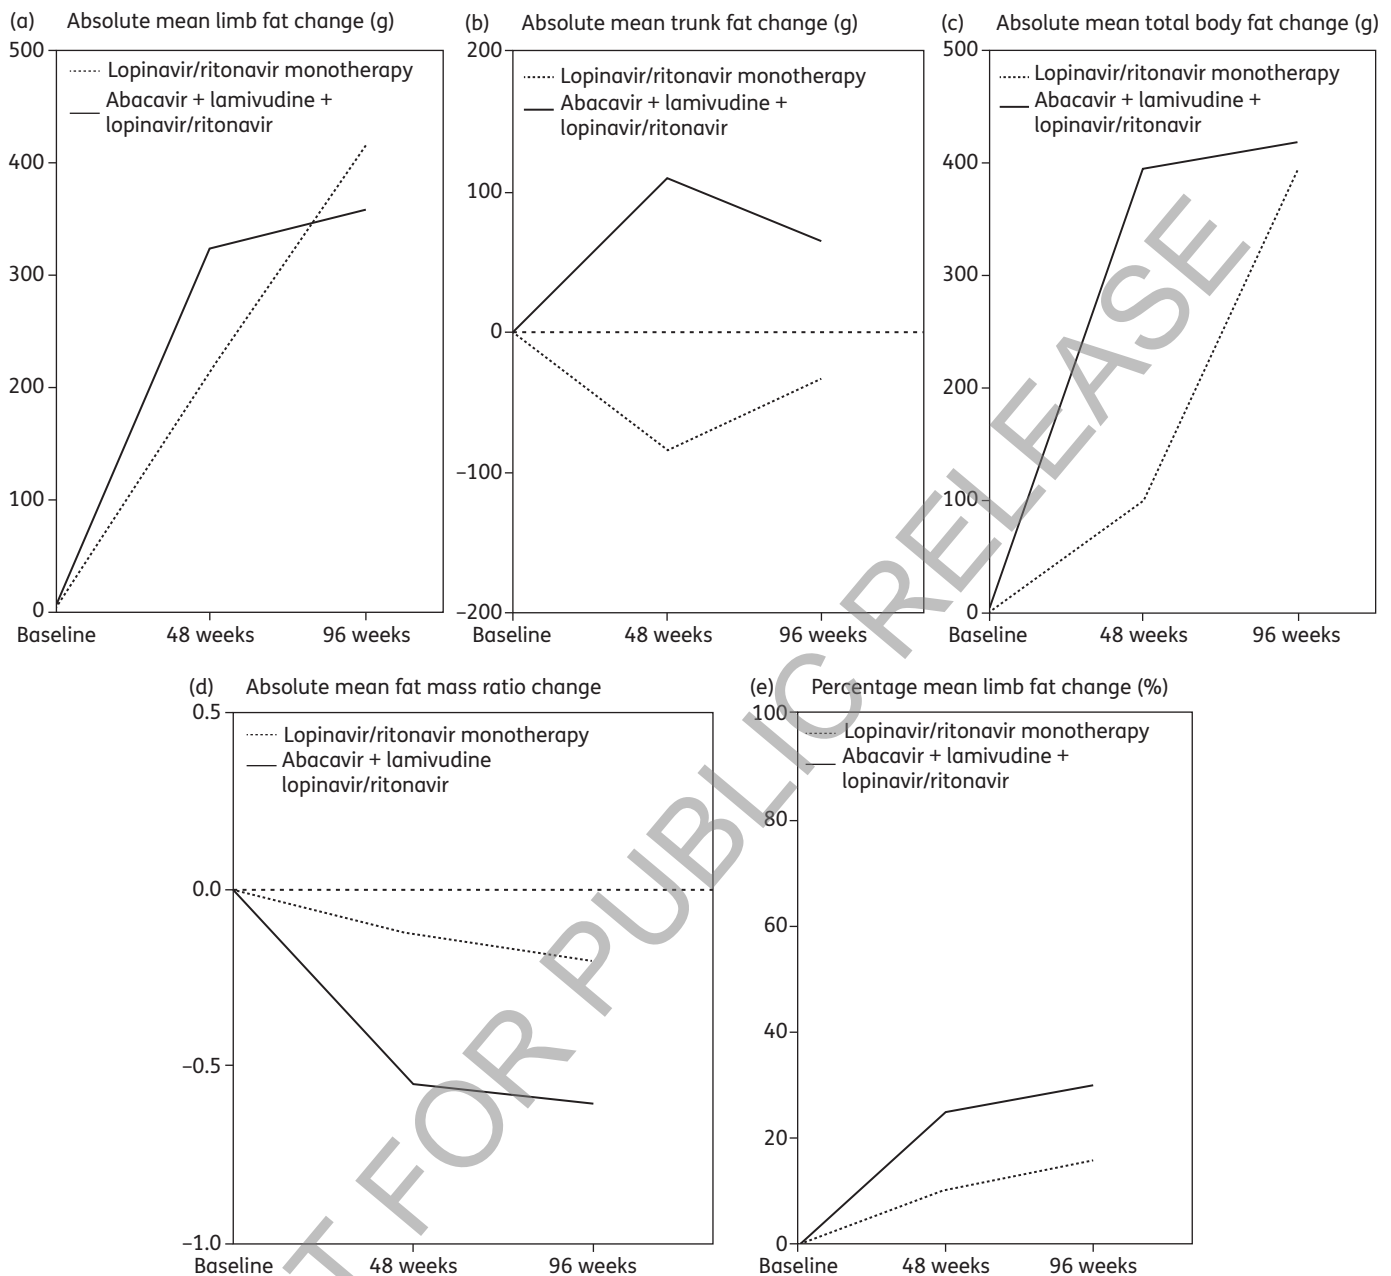 (a) Absolute mean limb fat change (g)
500
400
300
200
100
0
Lopinavir/ritonavir monotherapy
Abacavir + lamivudine +
lopinavir/ritonavir
Baseline 48 weeks 96 weeks
(b) Absolute mean trunk fat change (g)
200
100
0
–100
–200
Lopinavir/ritonavir monotherapy
Abacavir + lamivudine +
lopinavir/ritonavir
Baseline 48 weeks 96 weeks
(c) Absolute mean total body fat change (g)
500
400
300
200
100
0
Lopinavir/ritonavir monotherapy
Abacavir + lamivudine +
lopinavir/ritonavir
Baseline 48 weeks 96 weeks
(d) Absolute mean fat mass ratio change
0.5
0.0
–0.5
–1.0
Lopinavir/ritonavir monotherapy
Abacavir + lamivudine
lopinavir/ritonavir
Baseline 48 weeks 96 weeks
(e) Percentage mean limb fat change (%)
100
80
60
40
20
0
Lopinavir/ritonavir monotherapy
Abacavir + lamivudine +
lopinavir/ritonavir
Baseline 48 weeks 96 weeks
T FOR PUBLIC RELEASE